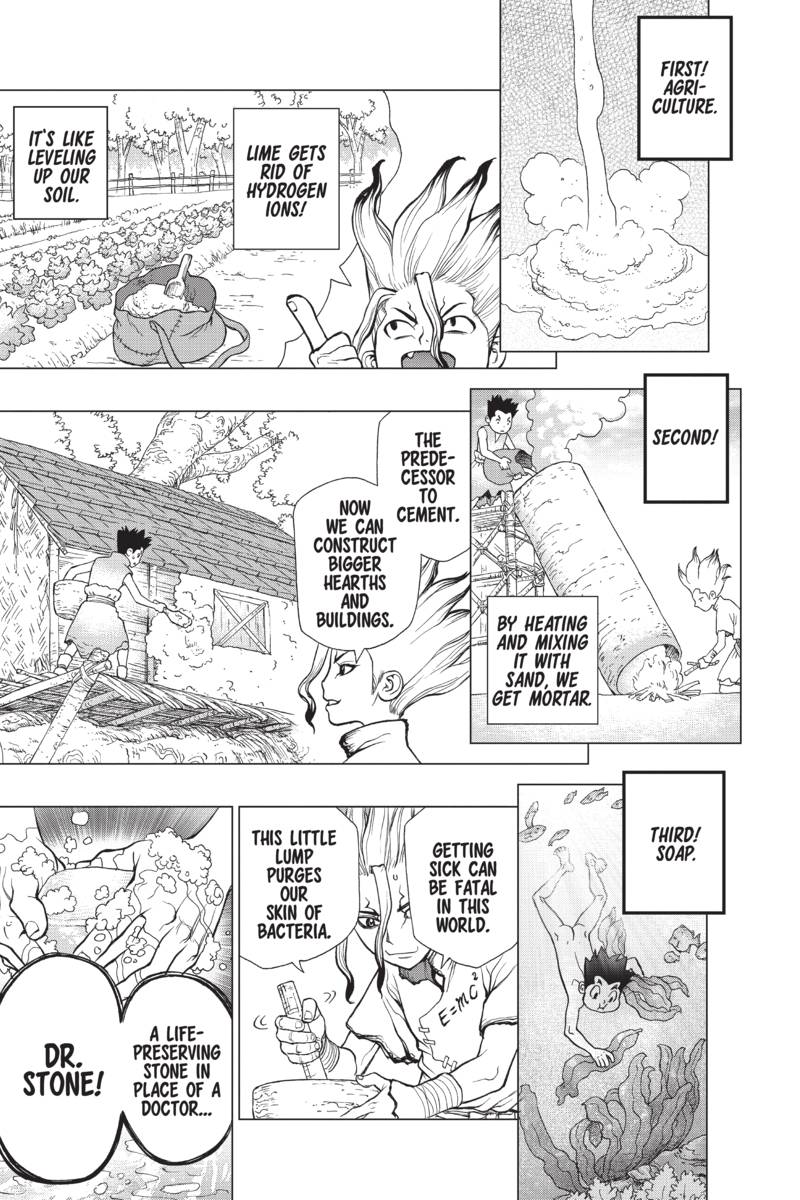 FIRST!
AGRI-
CULTURE.
LIME GETS
RID OF
HYDROGEN
IONS!
IT'S LIKE
LEVELING
UP OUR
SOIL.
SECOND!
BY HEATING
AND MIXING
IT WITH
SAND, WE
GET MORTAR.
THE
PREDE-
CESSOR
TO
CEMENT.
NOW
WE CAN
CONSTRUCT
BIGGER
HEARTHS
AND
BUILDINGS.
THIRD!
SOAP.
GETTING
SICK CAN
BE FATAL
IN THIS
WORLD.
THIS LITTLE
LUMP
PURGES
OUR
SKIN OF
BACTERIA.
E=mc²
A LIFE-
PRESERVING
STONE IN
PLACE OF A
DOCTOR...
DR.
STONE!